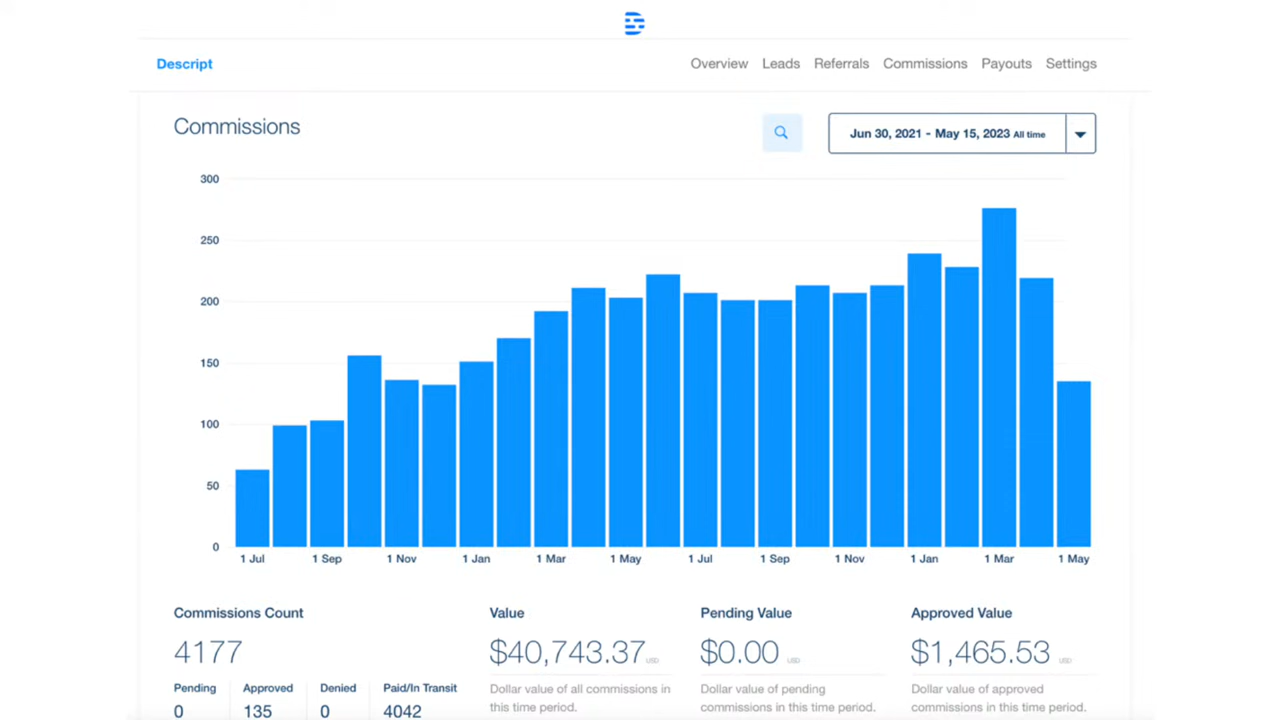 Descript
Overview Leads Referrals Commissions Payouts Settings
Commissions
Jun 30, 2021 - May 15, 2023 All time
300
250
200
150
100
50
0
1 Jul 1 Sep 1 Nov 1 Jan 1 Mar 1 May 1 Jul 1 Sep 1 Nov 1 Jan 1 Mar 1 May
Commissions Count
4177
Pending Approved Denied Paid/In Transit
0 135 0 4042
Value
$40,743.37 USD
Dollar value of all commissions in
this time period.
Pending Value
$0.00 USD
Dollar value of pending
commissions in this time period.
Approved Value
$1,465.53 USD
Dollar value of approved
commissions in this time period.